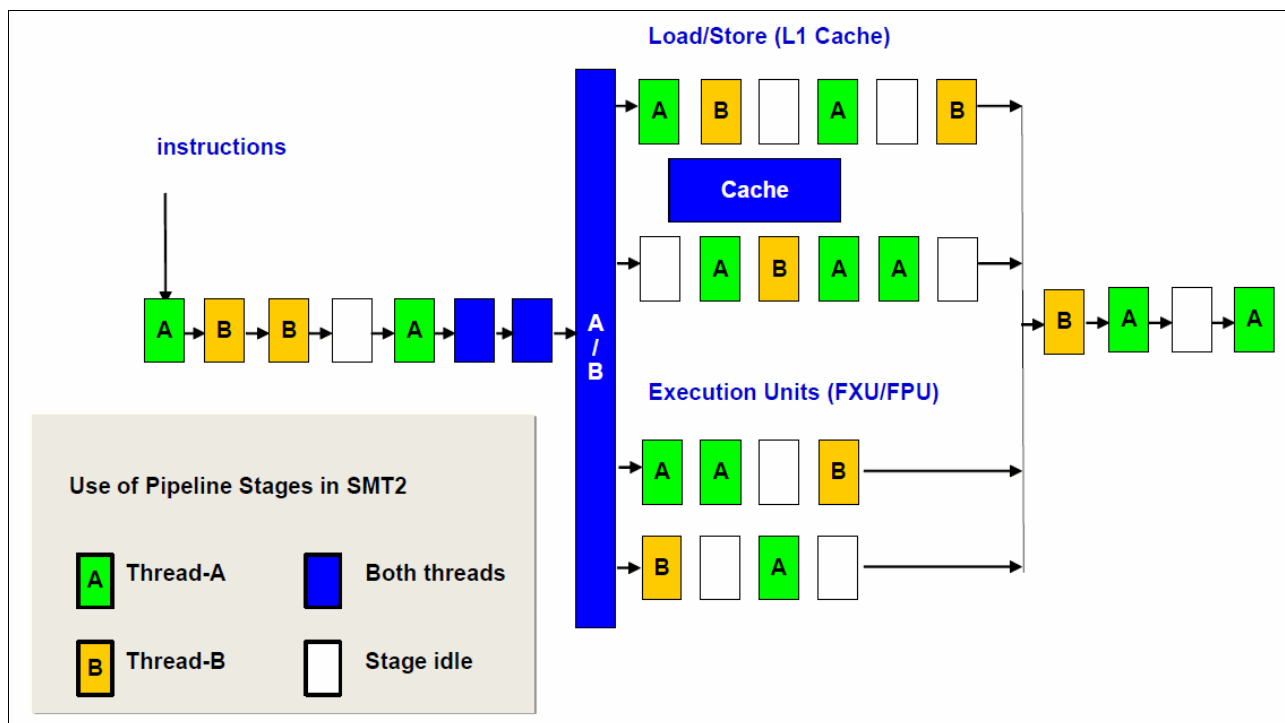 Load/Store (L1 Cache)
A B A B
instructions
Cache
A B A A
A B B A
A
/
B
B A A
Execution Units (FXU/FPU)
A A B
Use of Pipeline Stages in SMT2
B A
A Thread-A Both threads
B Thread-B Stage idle